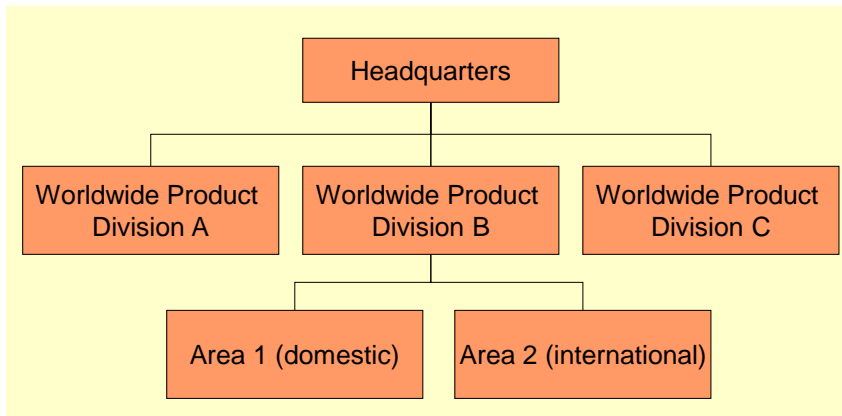 Headquarters
Worldwide Product
Division A
Worldwide Product
Division B
Worldwide Product
Division C
Area 1 (domestic)
Area 2 (international)